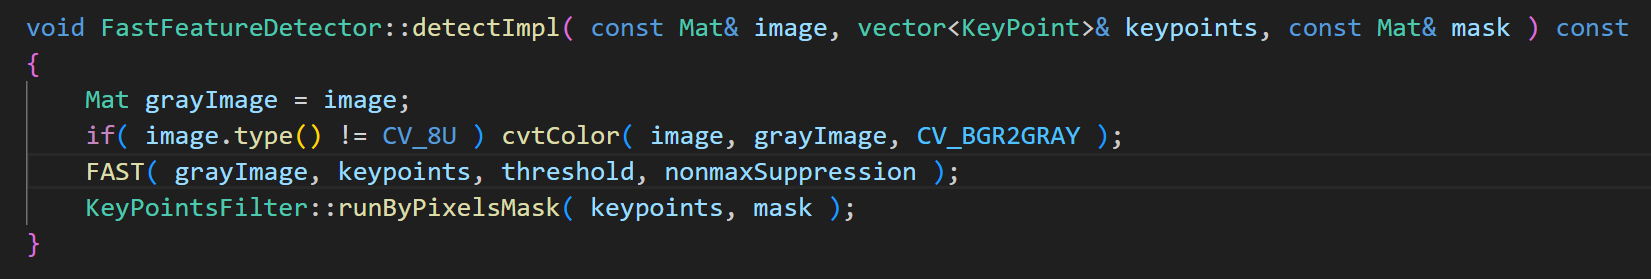 void FastFeatureDetector::detectImpl( const Mat& image, vector<KeyPoint>& keypoints, const Mat& mask ) const
{
    Mat grayImage = image;
    if( image.type() != CV_8U ) cvtColor( image, grayImage, CV_BGR2GRAY );
    FAST( grayImage, keypoints, threshold, nonmaxSuppression );
    KeyPointsFilter::runByPixelsMask( keypoints, mask );
}